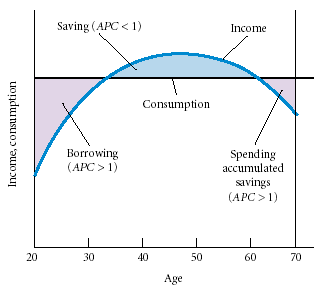 Saving (APC < 1)
Income
Consumption
Borrowing
(APC > 1)
Spending
accumulated
savings
(APC > 1)
Income, consumption
20 30 40 50 60 70
Age